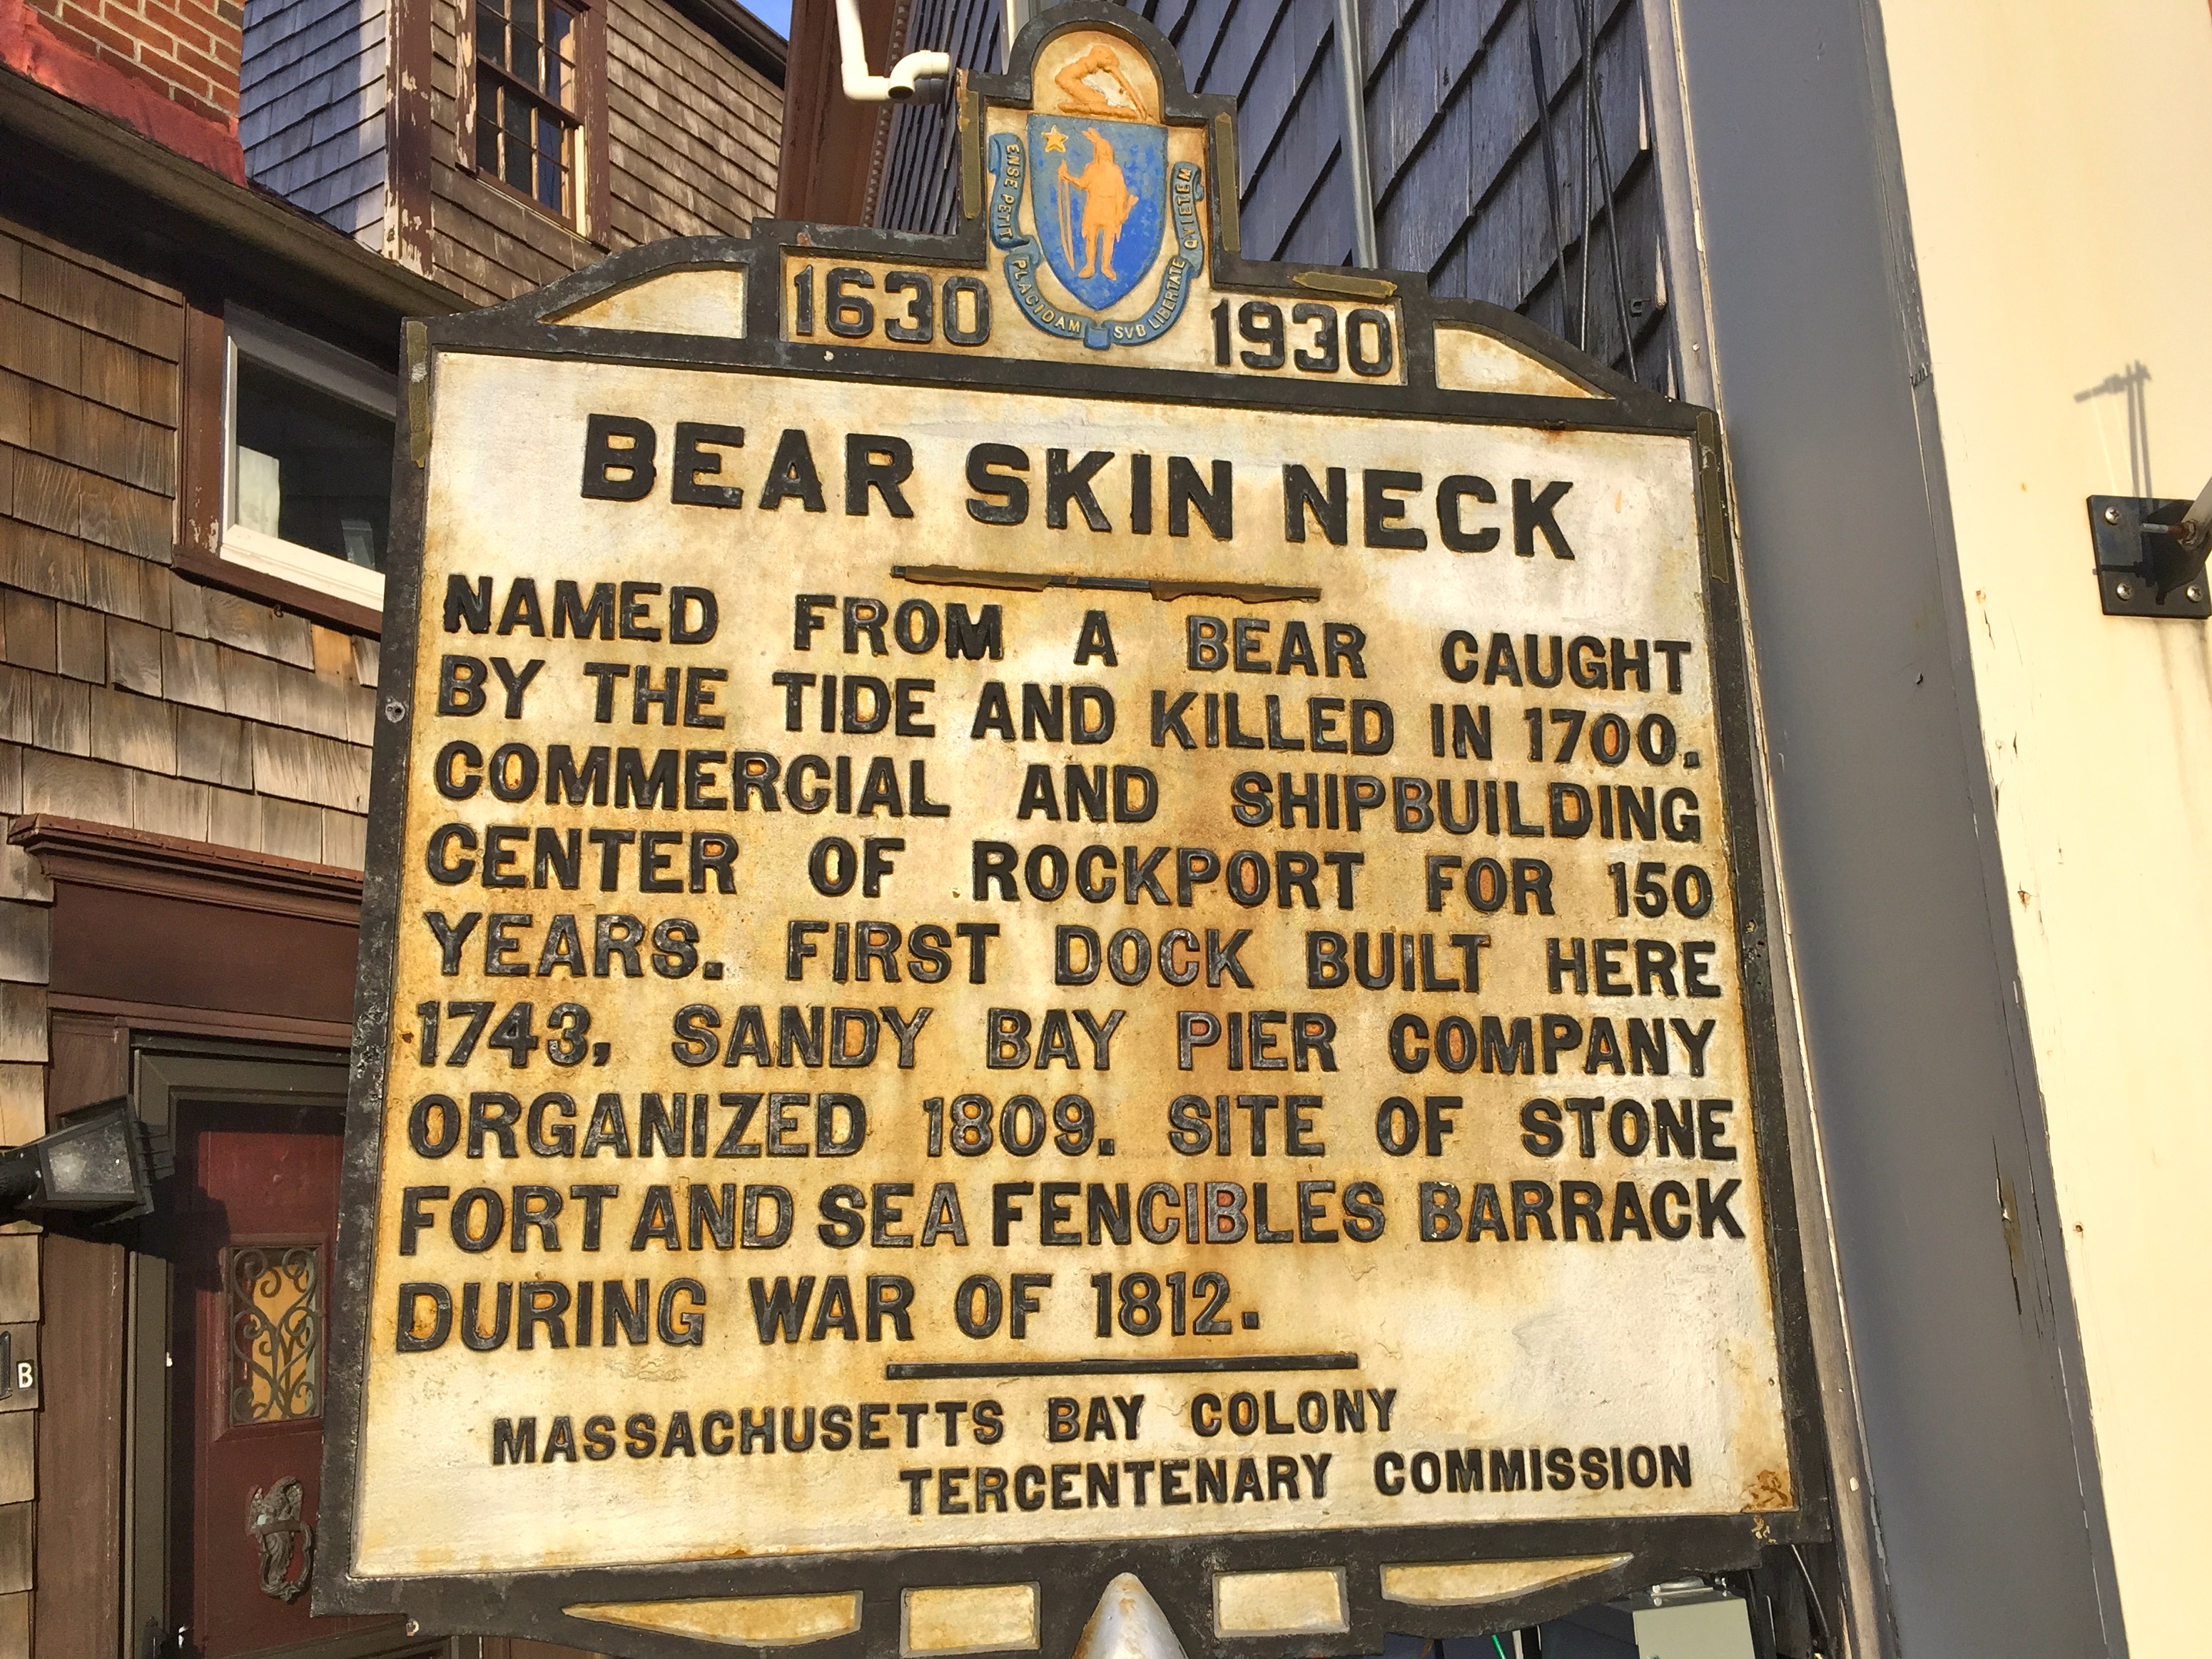 ENSE PETIT PLACIDAM SVB LIBERTATE QVIETEM
1630 1930
BEAR SKIN NECK
NAMED FROM A BEAR CAUGHT
BY THE TIDE AND KILLED IN 1700.
COMMERCIAL AND SHIPBUILDING
CENTER OF ROCKPORT FOR 150
YEARS. FIRST DOCK BUILT HERE
1743, SANDY BAY PIER COMPANY
ORGANIZED 1809. SITE OF STONE
FORT AND SEA FENCIBLES BARRACK
DURING WAR OF 1812.
MASSACHUSETTS BAY COLONY
TERCENTENARY COMMISSION
B